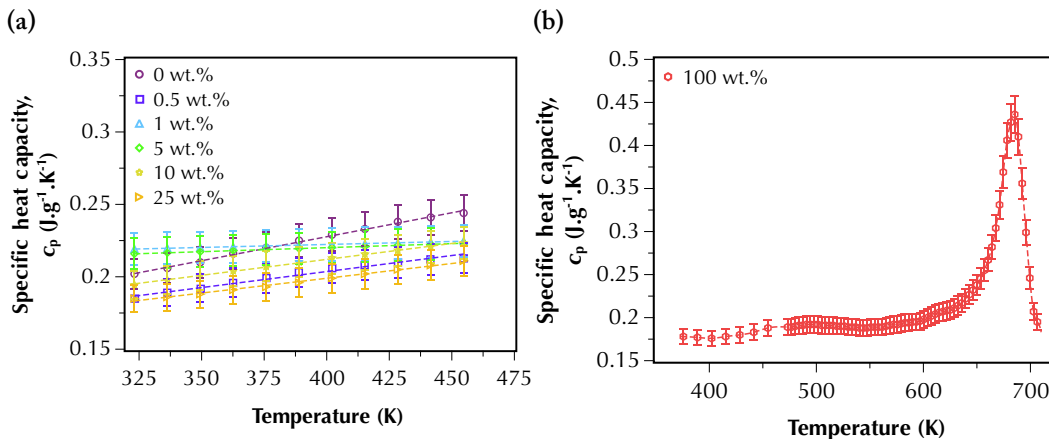 (a)
Specific heat capacity,
cₚ (J.g⁻¹.K⁻¹)
0.35
0.3
0.25
0.2
0.15
0 wt.%
0.5 wt.%
1 wt.%
5 wt.%
10 wt.%
25 wt.%
325 350 375 400 425 450 475
Temperature (K)
(b)
Specific heat capacity,
cₚ (J.g⁻¹.K⁻¹)
0.5
0.45
0.4
0.35
0.3
0.25
0.2
0.15
100 wt.%
400 500 600 700
Temperature (K)